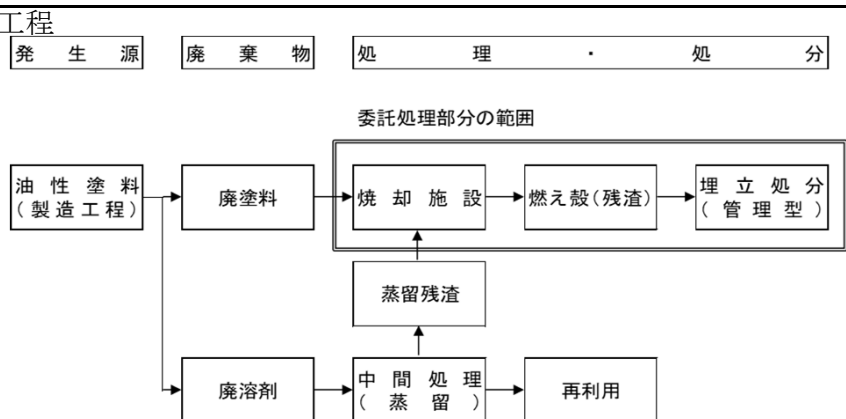 工程
発生源
廃棄物
処理・処分
委託処理部分の範囲
油性塗料
(製造工程)
廃塗料
焼却施設
燃え殻(残渣)
埋立処分
(管理型)
蒸留残渣
廃溶剤
中間処理
(蒸留)
再利用